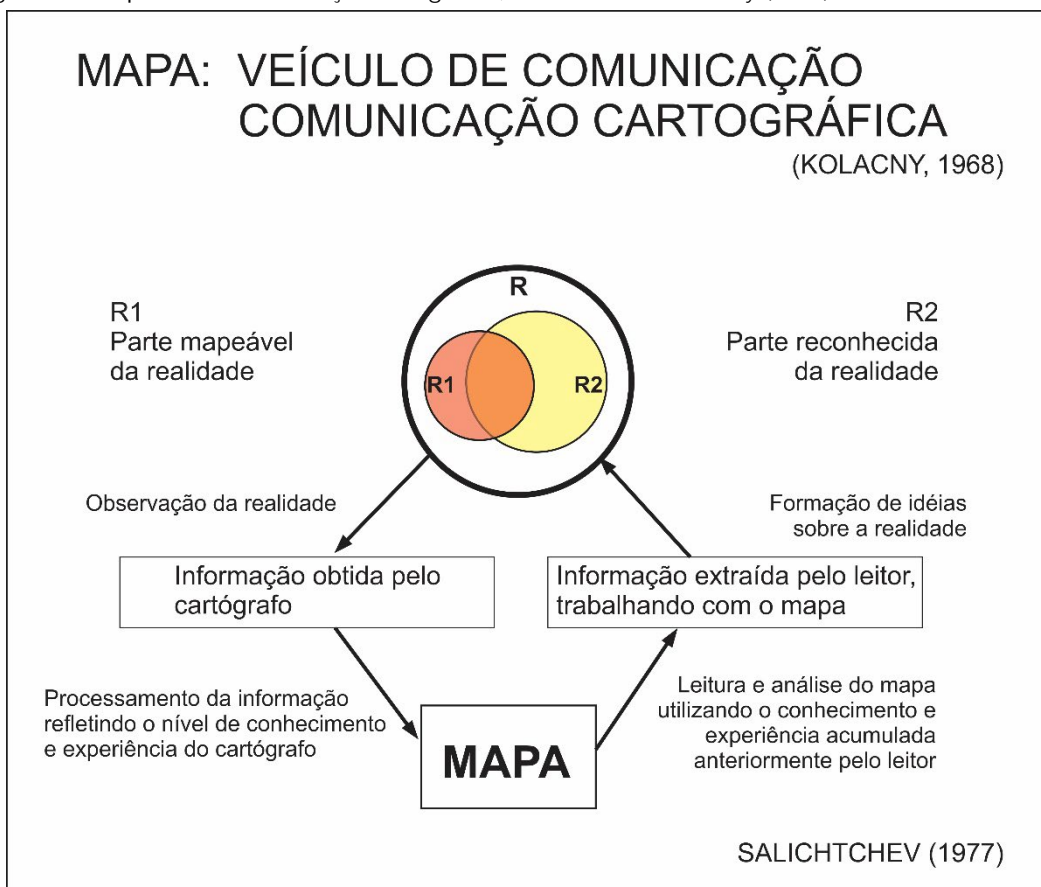 MAPA: VEÍCULO DE COMUNICAÇÃO
COMUNICAÇÃO CARTOGRÁFICA
(KOLACNY, 1968)
R
R1
Parte mapeável
da realidade
R2
Parte reconhecida
da realidade
R1
R2
Observação da realidade
Formação de idéias
sobre a realidade
Informação obtida pelo
cartógrafo
Informação extraída pelo leitor,
trabalhando com o mapa
Processamento da informação
refletindo o nível de conhecimento
e experiência do cartógrafo
Leitura e análise do mapa
utilizando o conhecimento e
experiência acumulada
anteriormente pelo leitor
MAPA
SALICHTCHEV (1977)